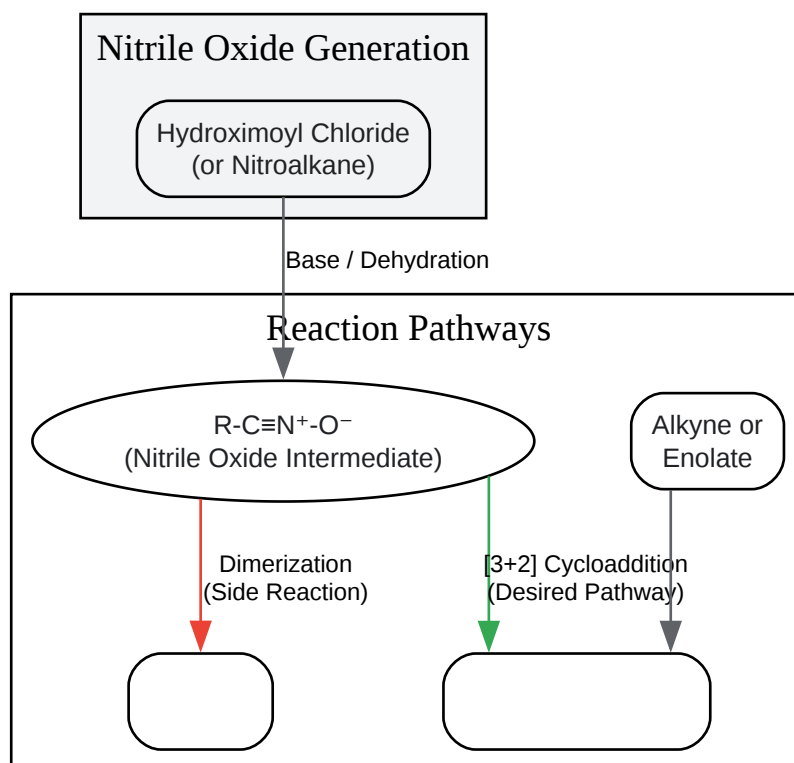 Nitrile Oxide Generation
Hydroximoyl Chloride
(or Nitroalkane)
Base / Dehydration
Reaction Pathways
R-C≡N⁺-O⁻
(Nitrile Oxide Intermediate)
Alkyne or
Enolate
Dimerization
(Side Reaction)
[3+2] Cycloaddition
(Desired Pathway)